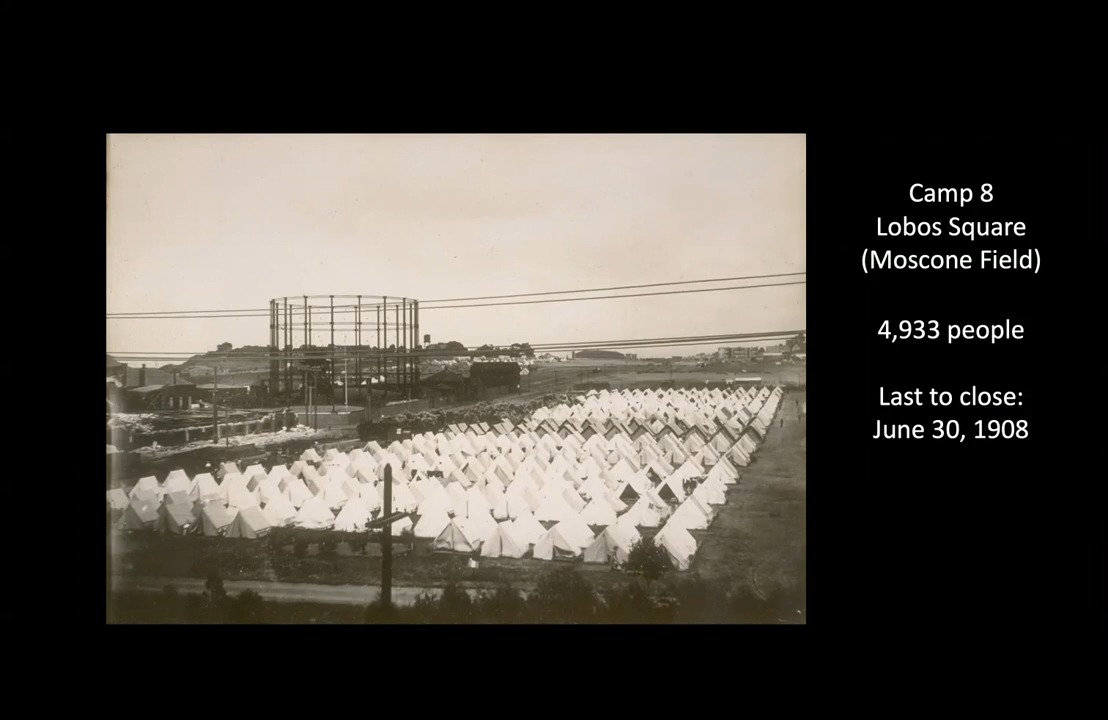 Camp 8
Lobos Square
(Moscone Field)
4,933 people
Last to close:
June 30, 1908